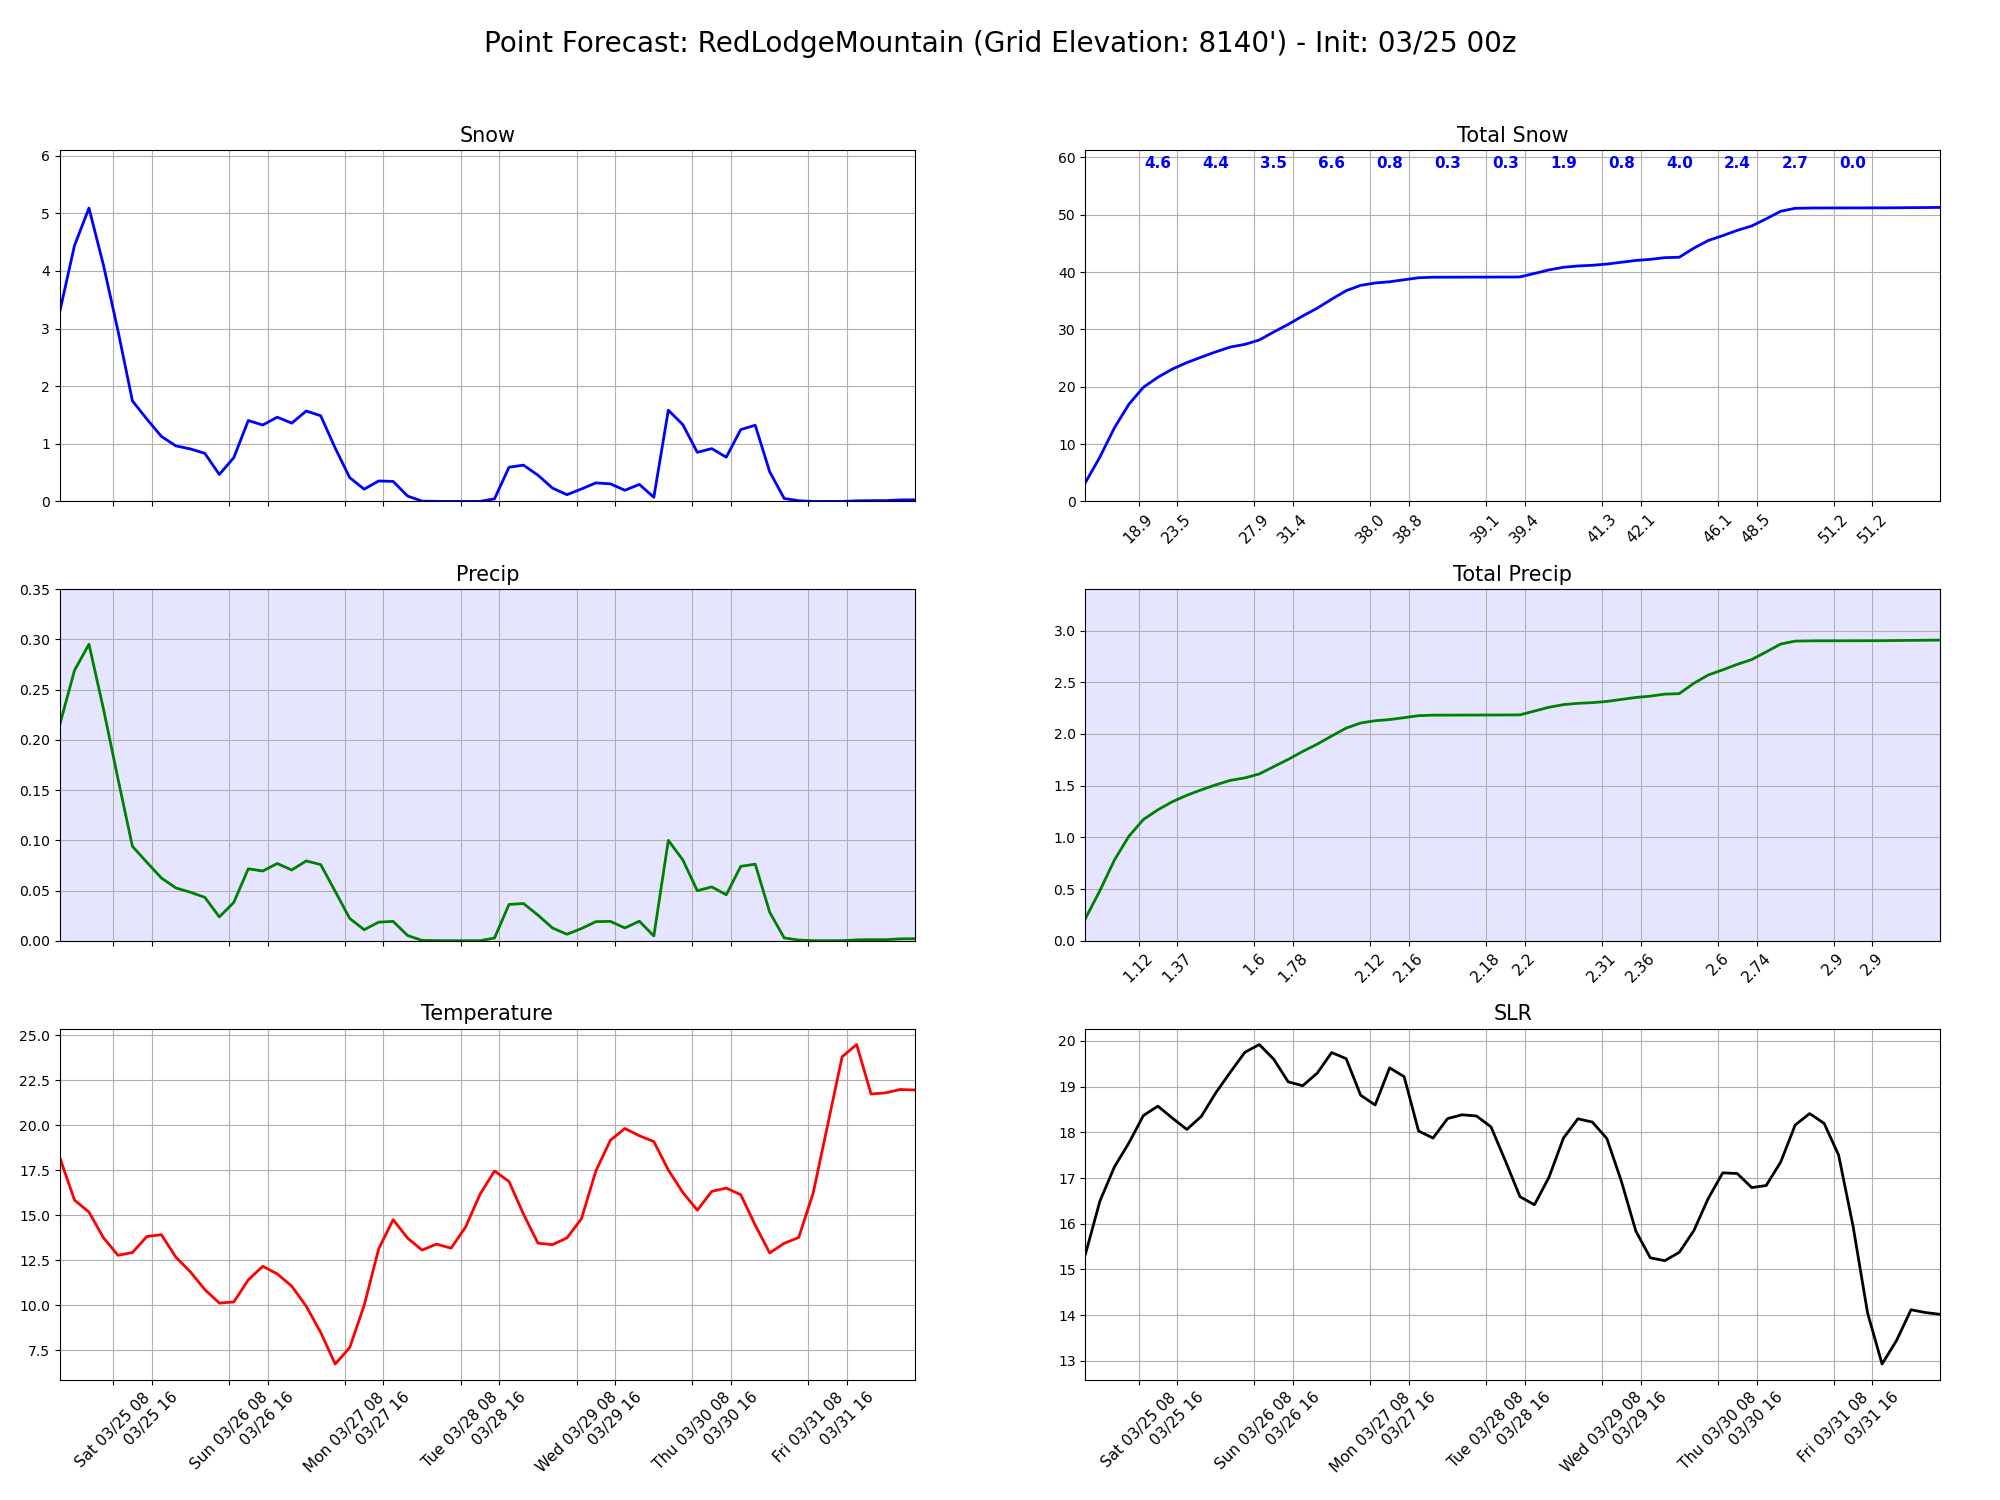 Point Forecast: RedLodgeMountain (Grid Elevation: 8140') - Init: 03/25 00z
Snow
6
5
4
3
2
1
0
Total Snow
60
50
40
30
20
10
0
4.6 4.4 3.5 6.6 0.8 0.3 0.3 1.9 0.8 4.0 2.4 2.7 0.0
18.9 23.5 27.9 31.4 38.0 38.8 39.1 39.4 41.3 42.1 46.1 48.5 51.2 51.2
Precip
0.35
0.30
0.25
0.20
0.15
0.10
0.05
0.00
Total Precip
3.0
2.5
2.0
1.5
1.0
0.5
0.0
1.12 1.37 1.6 1.78 2.12 2.16 2.18 2.2 2.31 2.36 2.6 2.74 2.9 2.9
Temperature
25.0
22.5
20.0
17.5
15.0
12.5
10.0
7.5
Sat 03/25 08
03/25 16
Sun 03/26 08
03/26 16
Mon 03/27 08
03/27 16
Tue 03/28 08
03/28 16
Wed 03/29 08
03/29 16
Thu 03/30 08
03/30 16
Fri 03/31 08
03/31 16
SLR
20
19
18
17
16
15
14
13
Sat 03/25 08
03/25 16
Sun 03/26 08
03/26 16
Mon 03/27 08
03/27 16
Tue 03/28 08
03/28 16
Wed 03/29 08
03/29 16
Thu 03/30 08
03/30 16
Fri 03/31 08
03/31 16